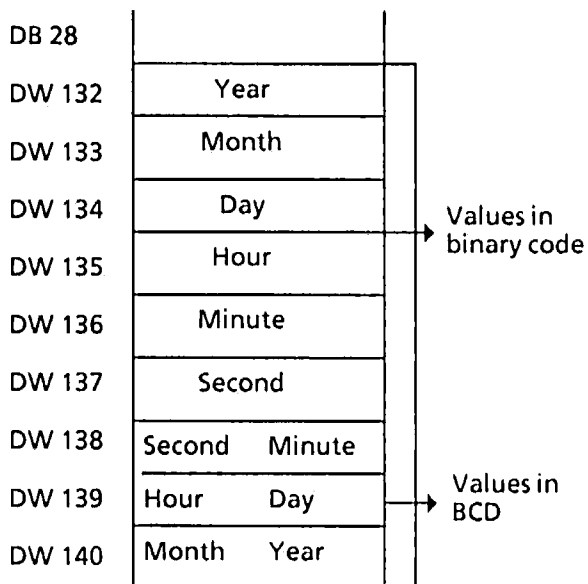 DB 28
DW 132 Year
DW 133 Month
DW 134 Day
Values in
binary code
DW 135 Hour
DW 136 Minute
DW 137 Second
DW 138 Second Minute
DW 139 Hour Day
Values in
BCD
DW 140 Month Year